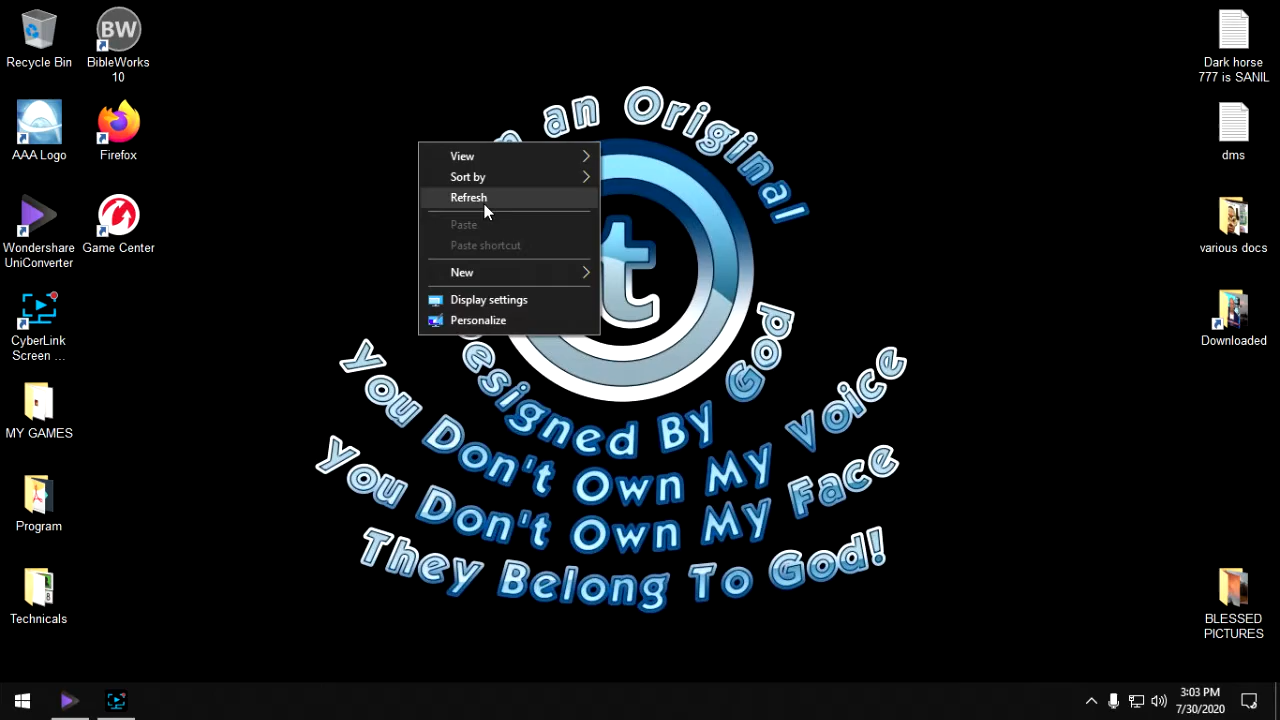 Recycle Bin
BibleWorks
10
BW
AAA Logo
Firefox
Wondershare
UniConverter
Game Center
CyberLink
Screen ...
MY GAMES
Program
Technicals
an Original
t
View
Sort by
Refresh
Paste
Paste shortcut
New
Display settings
Personalize
esigned By God
You Don't Own My Voice
You Don't Own My Face
They Belong To God!
Dark horse
777 is SANIL
dms
various docs
Downloaded
BLESSED
PICTURES
3:03 PM
7/30/2020